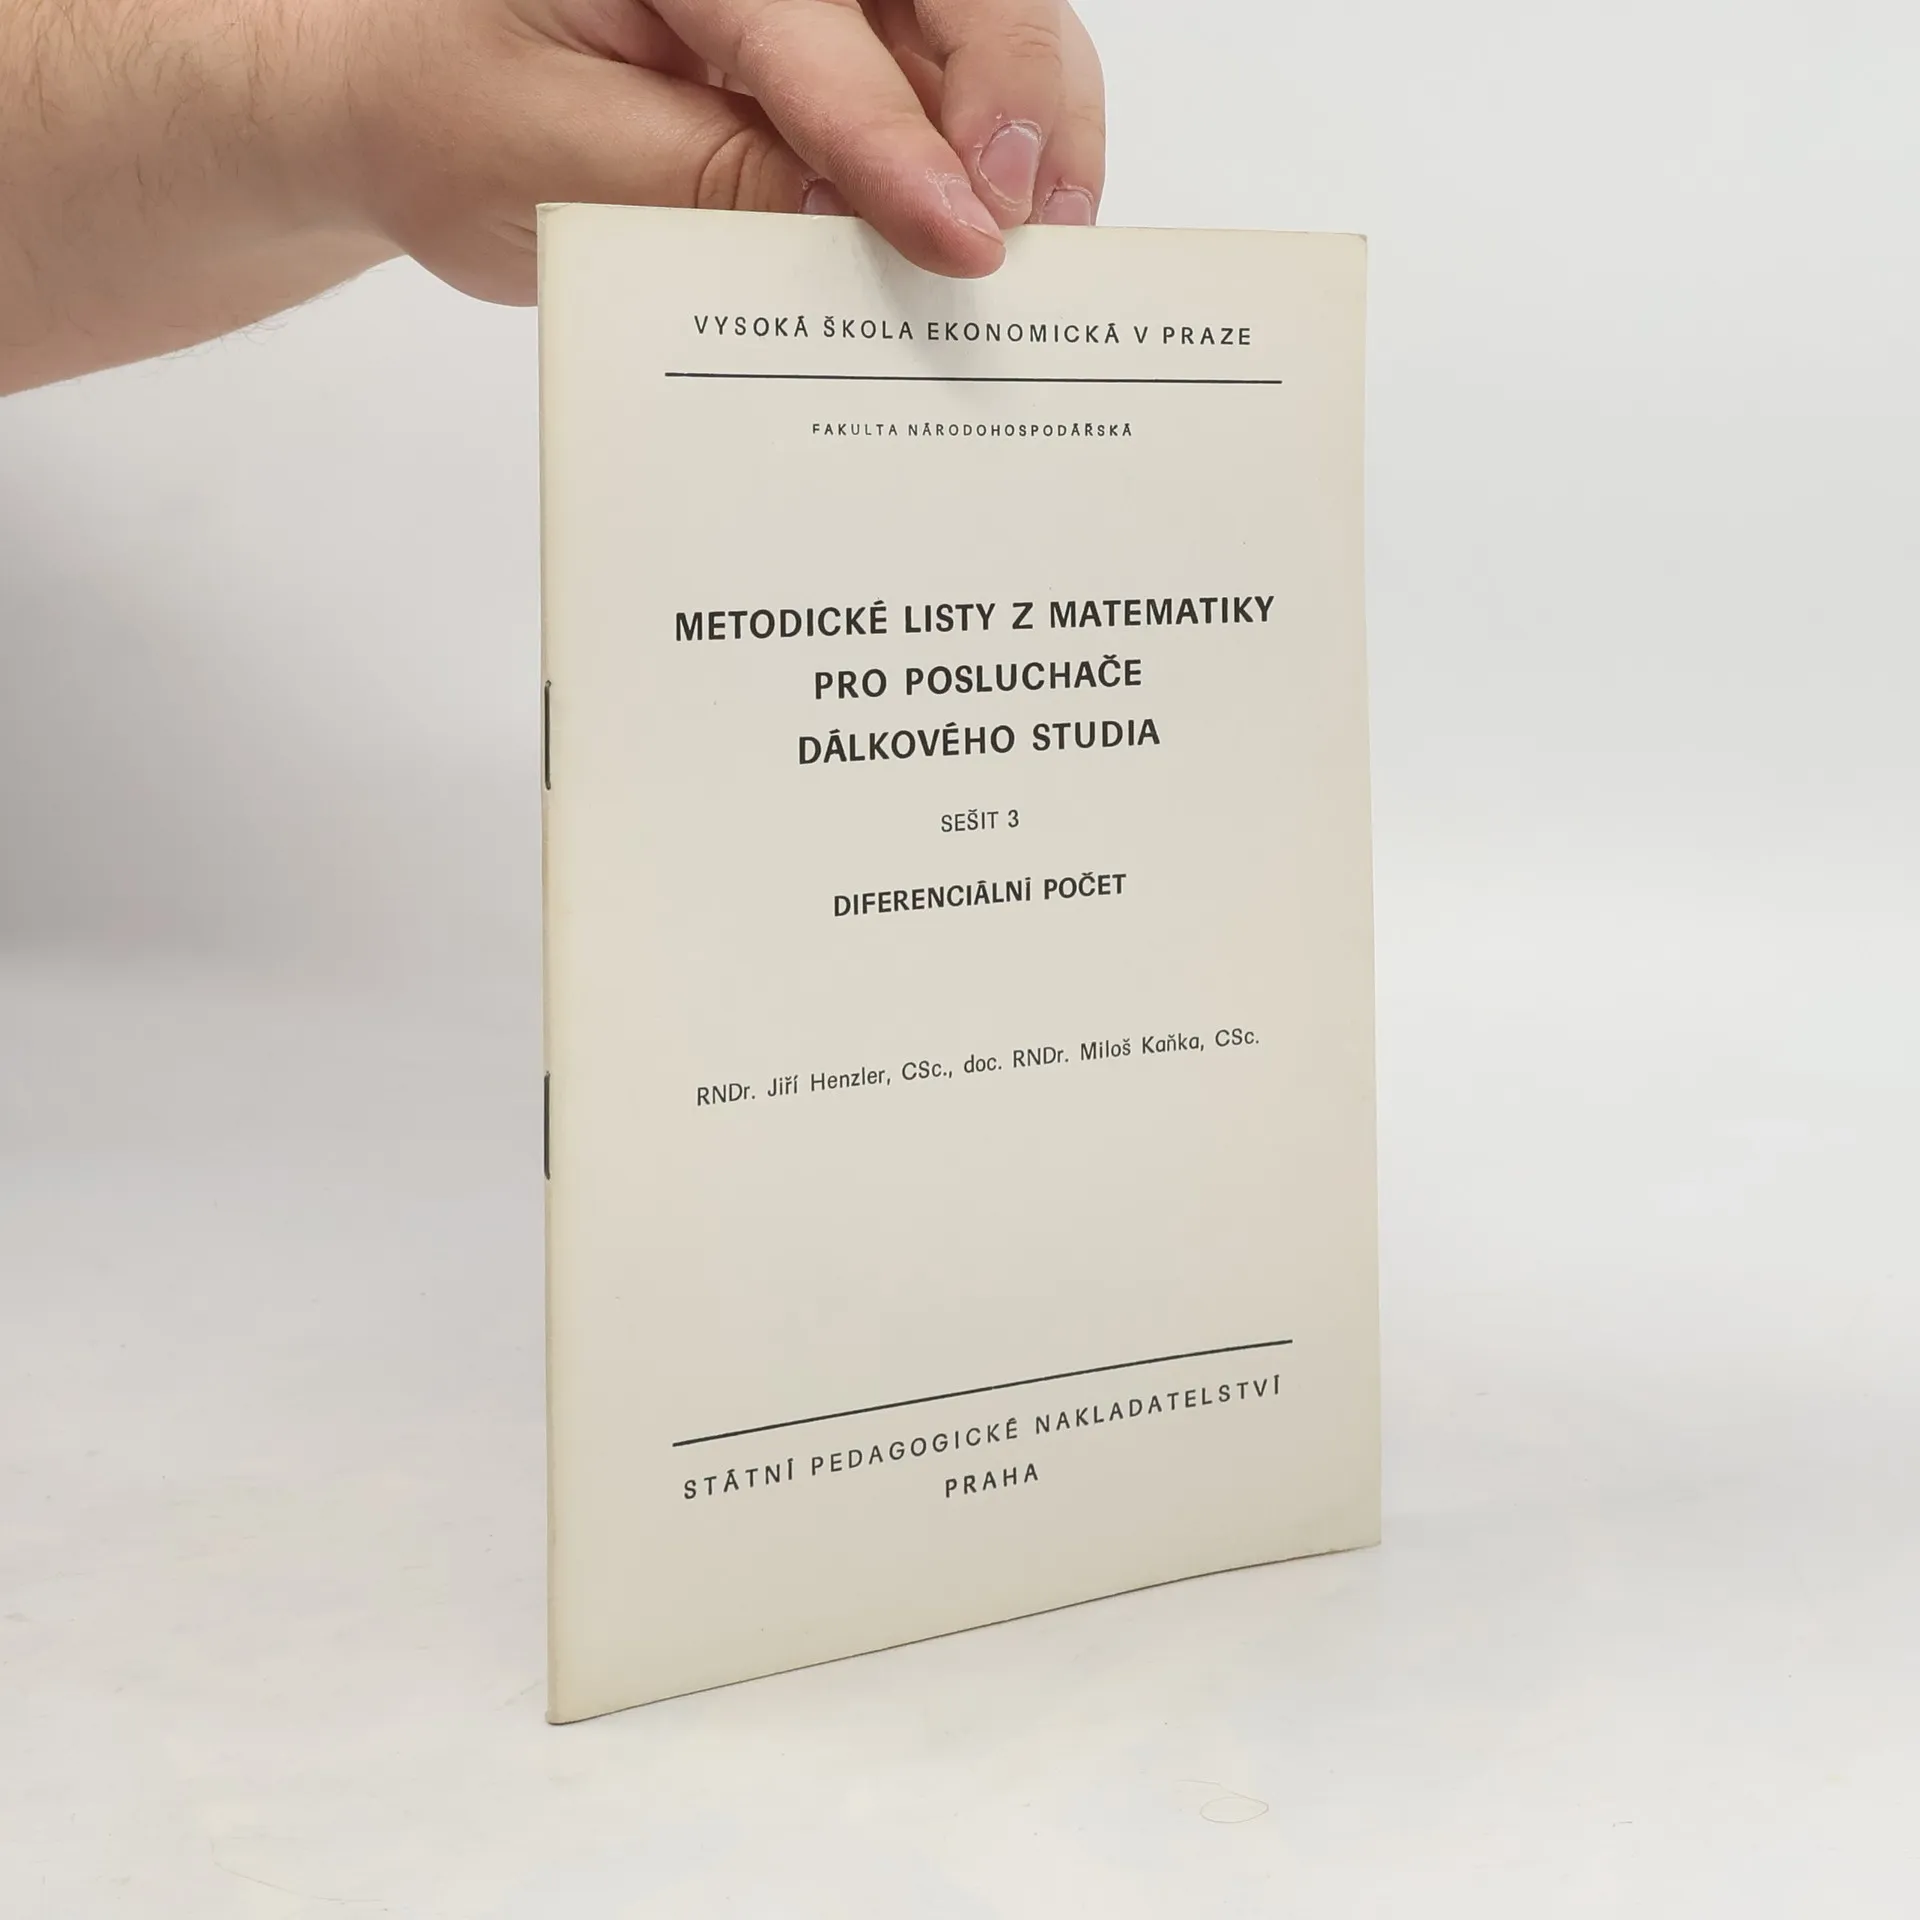 VYSOKÁ ŠKOLA EKONOMICKÁ V PRAZE
FAKULTA NÁRODOHOSPODÁŘSKÁ
METODICKÉ LISTY Z MATEMATIKY
PRO POSLUCHAČE
DÁLKOVÉHO STUDIA
SEŠIT 3
DIFERENCIÁLNÍ POČET
RNDr. Jiří Henzler, CSc., doc. RNDr. Miloš Kaňka, CSc.
STÁTNÍ PEDAGOGICKÉ NAKLADATELSTVÍ
PRAHA